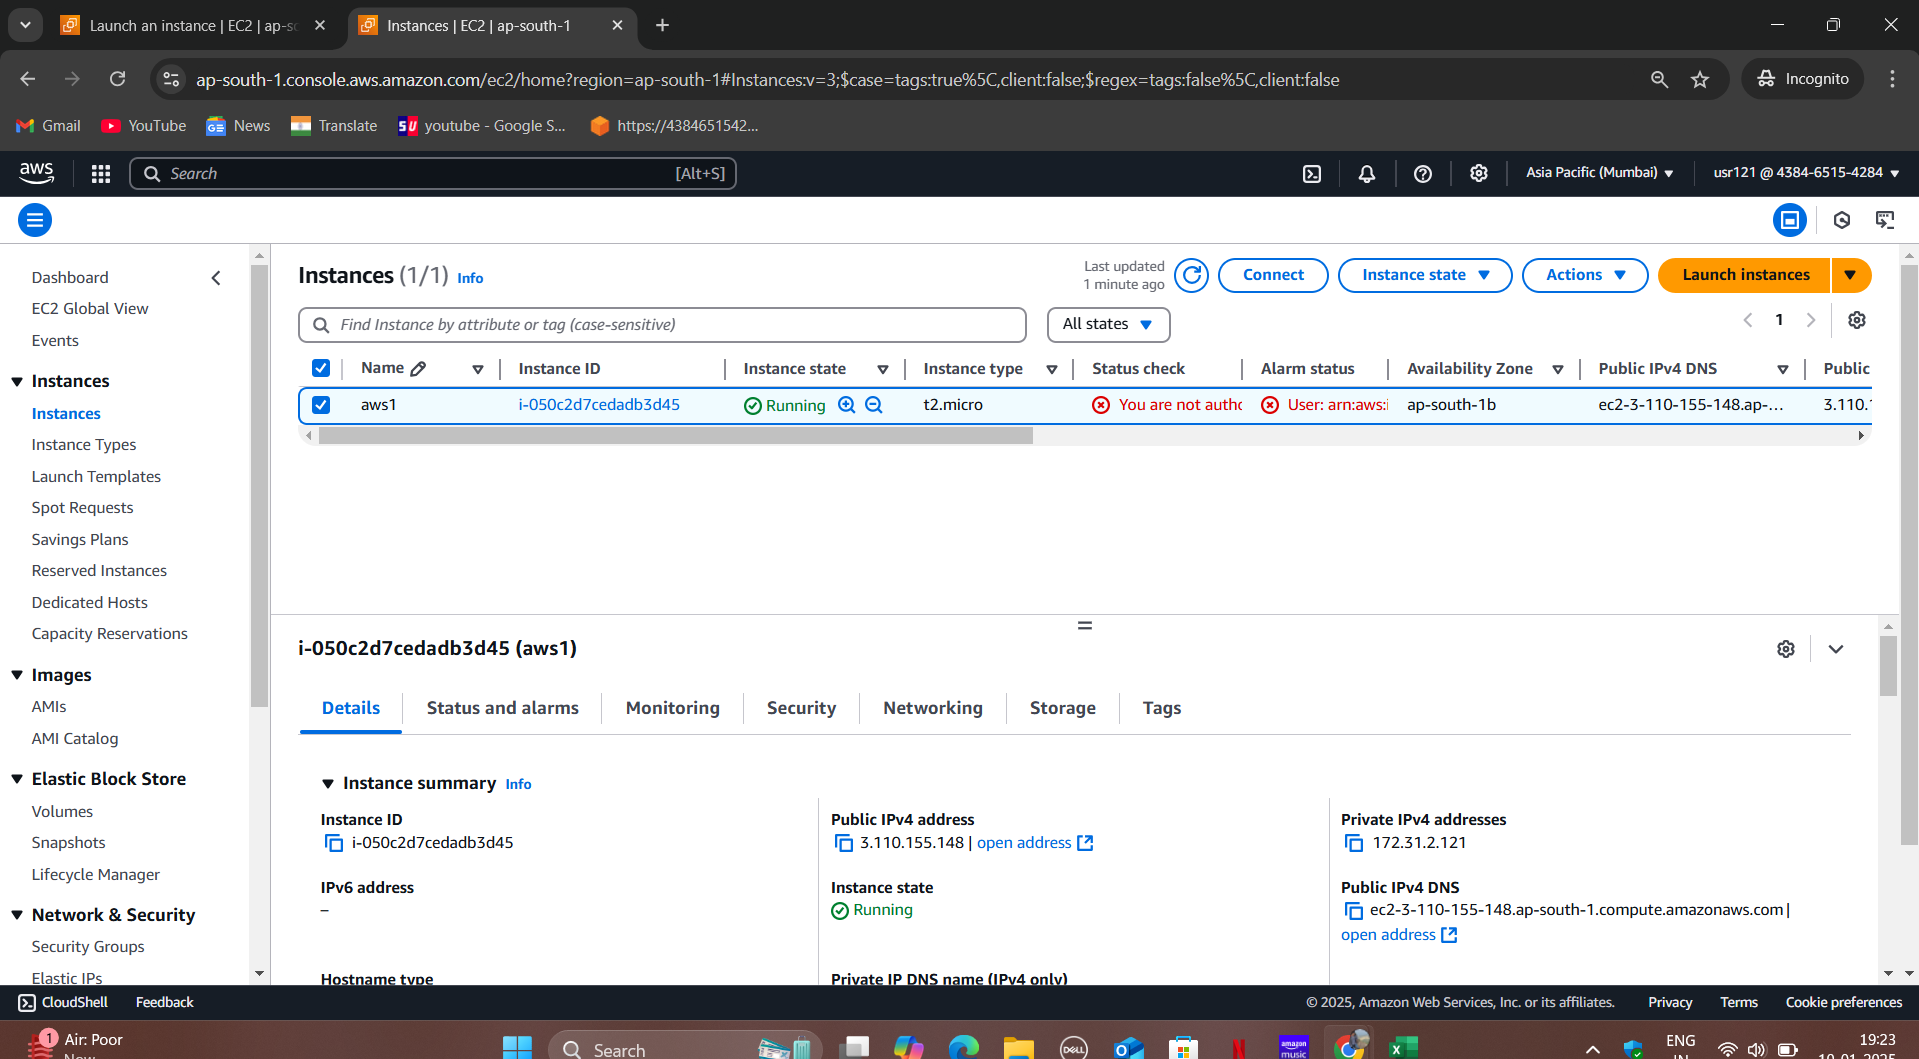 Launch an instance | EC2 | ap-sc
Instances | EC2 | ap-south-1
ap-south-1.console.aws.amazon.com/ec2/home?region=ap-south-1#Instances:v=3;$case=tags:true%5C,client:false;$regex=tags:false%5C,client:false
Incognito
Gmail
YouTube
News
Translate
SU
youtube - Google S...
https://4384651542...
aws
Search
[Alt+S]
Asia Pacific (Mumbai)
usr121 @ 4384-6515-4284
Dashboard
EC2 Global View
Events
Instances
Instances
Instance Types
Launch Templates
Spot Requests
Savings Plans
Reserved Instances
Dedicated Hosts
Capacity Reservations
Images
AMIs
AMI Catalog
Elastic Block Store
Volumes
Snapshots
Lifecycle Manager
Network & Security
Security Groups
Elastic IPs
Instances (1/1) Info
Last updated
1 minute ago
Connect
Instance state
Actions
Launch instances
Find Instance by attribute or tag (case-sensitive)
All states
1
Name
Instance ID
Instance state
Instance type
Status check
Alarm status
Availability Zone
Public IPv4 DNS
Public
aws1
i-050c2d7cedadb3d45
Running
t2.micro
You are not autho
User: arn:aws:i
ap-south-1b
ec2-3-110-155-148.ap-...
3.110.
i-050c2d7cedadb3d45 (aws1)
Details
Status and alarms
Monitoring
Security
Networking
Storage
Tags
Instance summary Info
Instance ID
i-050c2d7cedadb3d45
Public IPv4 address
3.110.155.148 | open address
Private IPv4 addresses
172.31.2.121
IPv6 address
–
Instance state
Running
Public IPv4 DNS
ec2-3-110-155-148.ap-south-1.compute.amazonaws.com |
open address
Hostname type
Private IP DNS name (IPv4 only)
CloudShell
Feedback
© 2025, Amazon Web Services, Inc. or its affiliates.
Privacy
Terms
Cookie preferences
1
Air: Poor
Now
Search
DELL
amazon
music
ENG
IN
19:23
10-01-2025